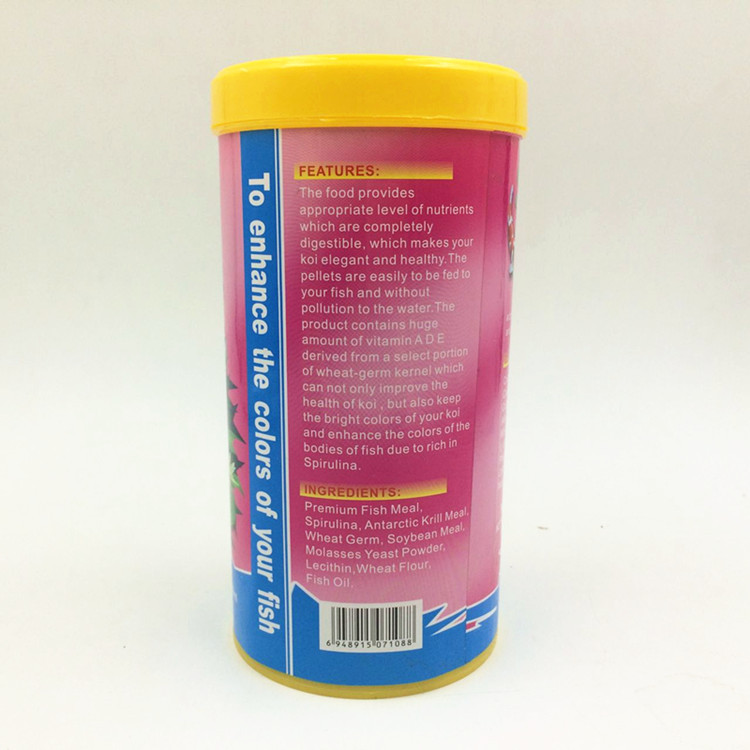 To enhance the colors of your fish
FEATURES:
The food provides
appropriate level of nutrients
which are completely
digestible, which makes your
koi elegant and healthy.The
pellets are easily to be fed to
your fish and without
pollution to the water.The
product contains huge
amount of vitamin A D E
derived from a select portion
of wheat-germ kernel which
can not only improve the
health of koi , but also keep
the bright colors of your koi
and enhance the colors of the
bodies of fish due to rich in
Spirulina.
INGREDIENTS:
Premium Fish Meal,
Spirulina, Antarctic Krill Meal,
Wheat Germ, Soybean Meal,
Molasses Yeast Powder,
Lecithin,Wheat Flour,
Fish Oil.
6 948915 071088